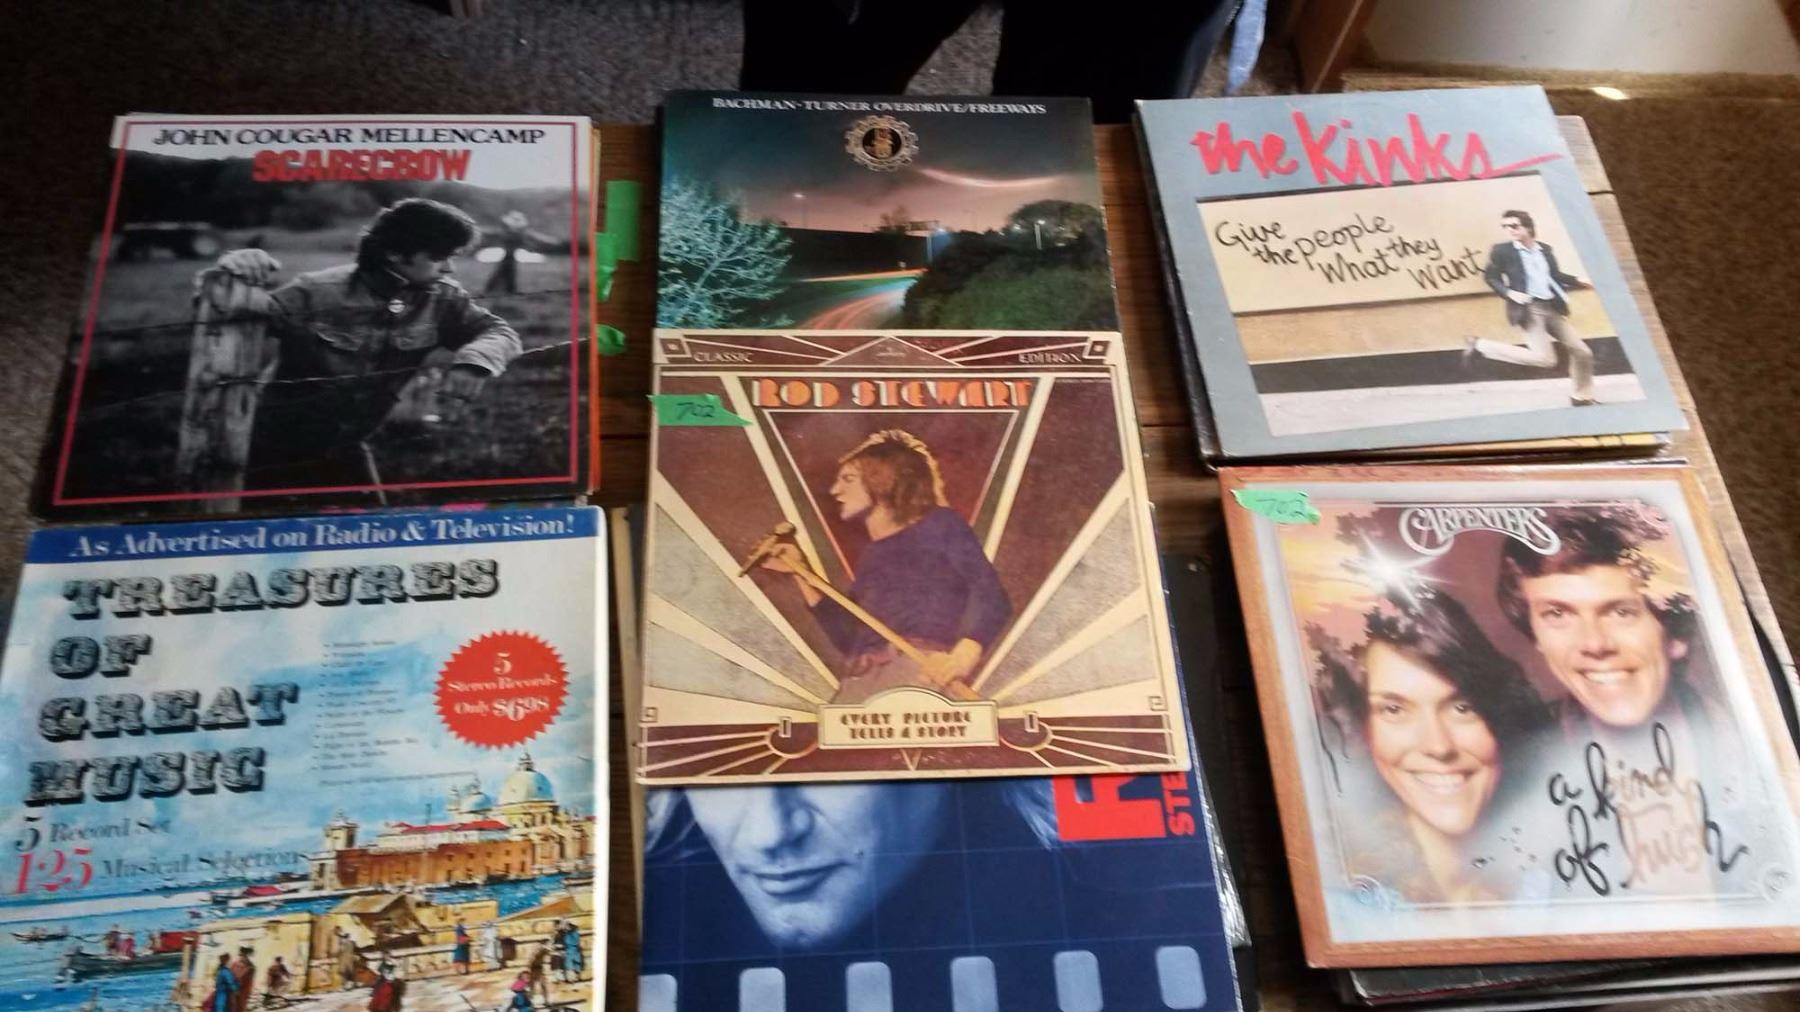 JOHN COUGAR MELLENCAMP
SCARECROW
BACHMAN-TURNER OVERDRIVE/FREEWAYS
the Kinks
Give
the people
What they
Want
CLASSIC
EDITION
ROD STEWART
702
EVERY PICTURE
TELLS A STORY
As Advertised on Radio & Television!
TREASURES
OF
GREAT
MUSIC
5
Stereo Records
Only $6.98
5 Record Set
125 Musical Selections
R
STE
702
CARPENTERS
a kind
of hush